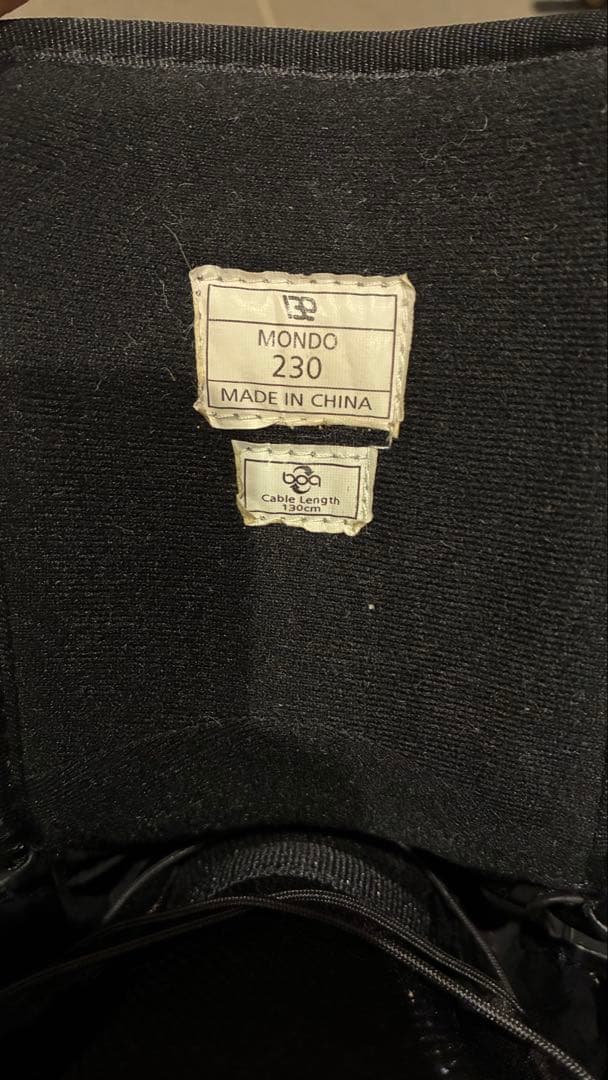 MONDO
230
MADE IN CHINA
boa
Cable Length
130cm